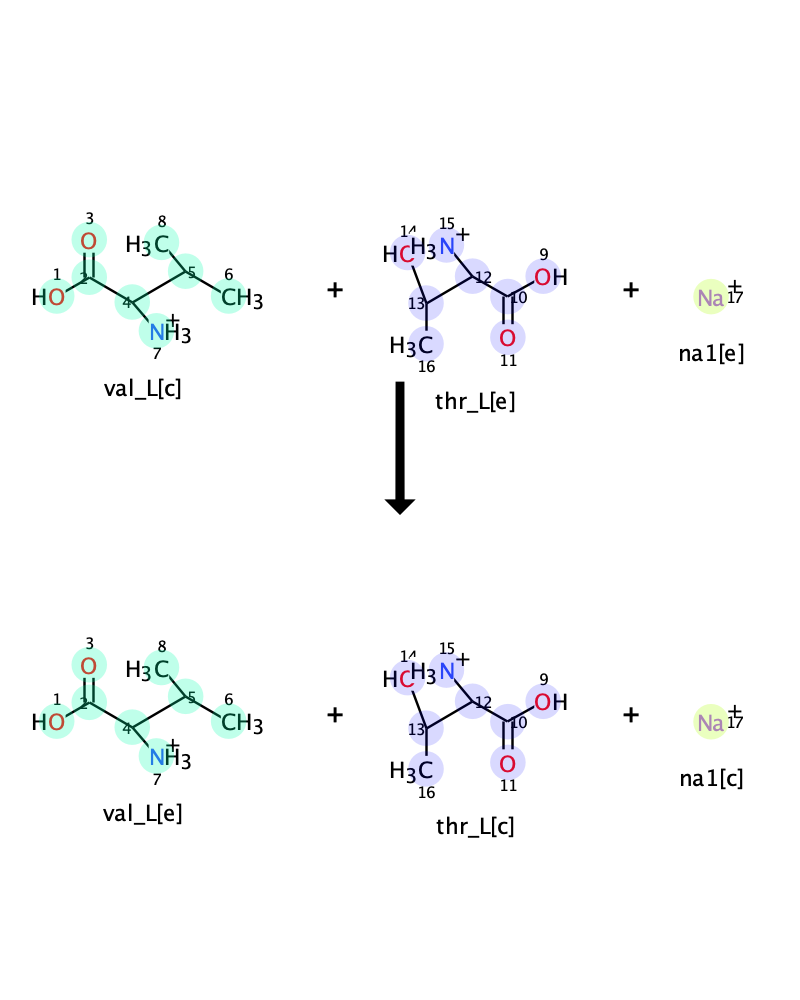 3 8 14 15 9
O H₃C HO H₃N + OH
1 2 5 6 12 10 + + Na + 17
HO 4 CH₃ 13 O
NH₃ + H₃C 11
7 16
val_L[c] thr_L[e] na1[e]
3 8 14 15 9
O H₃C HO H₃N + OH
1 2 5 6 12 10 + + Na + 17
HO 4 CH₃ 13 O
NH₃ + H₃C 11
7 16
val_L[e] thr_L[c] na1[c]